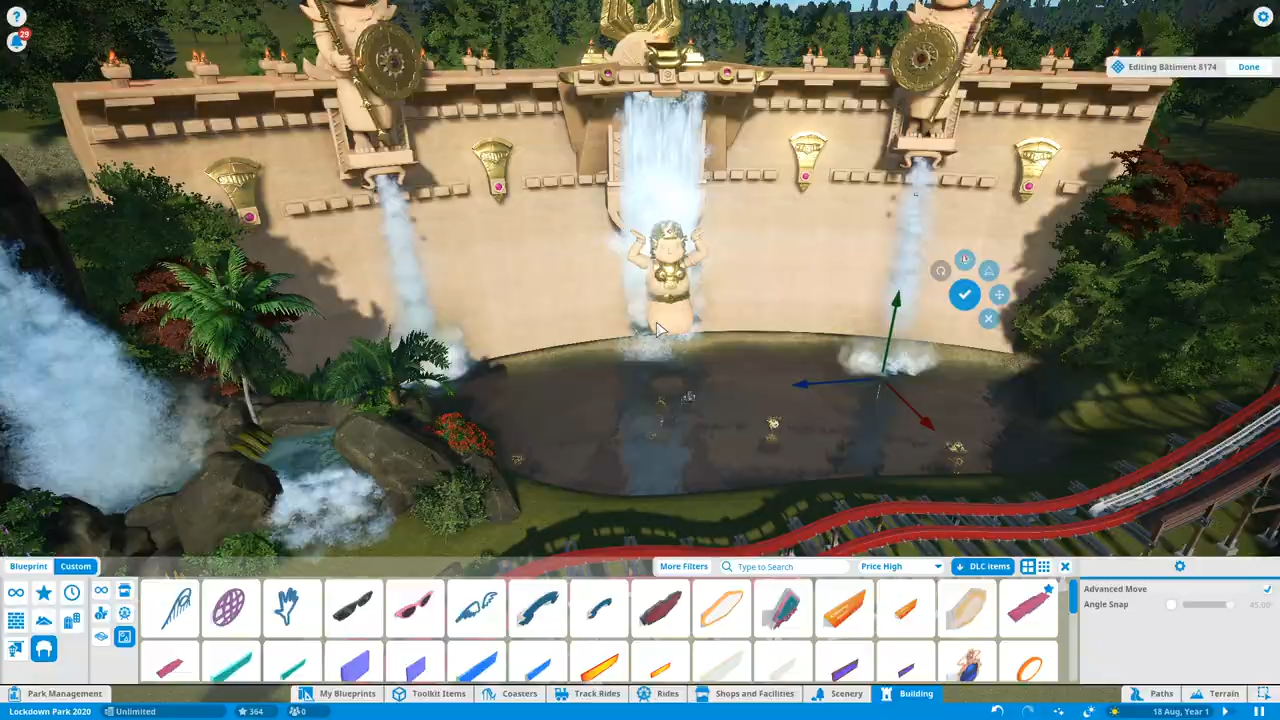 ?
29
Editing Bâtiment 8174
Done
Blueprint
Custom
More Filters
Type to Search
Price High
DLC items
Advanced Move
Angle Snap
45.00°
Park Management
My Blueprints
Toolkit Items
Coasters
Track Rides
Rides
Shops and Facilities
Scenery
Building
Paths
Terrain
Lockdown Park 2020
Unlimited
364
0
18 Aug, Year 1